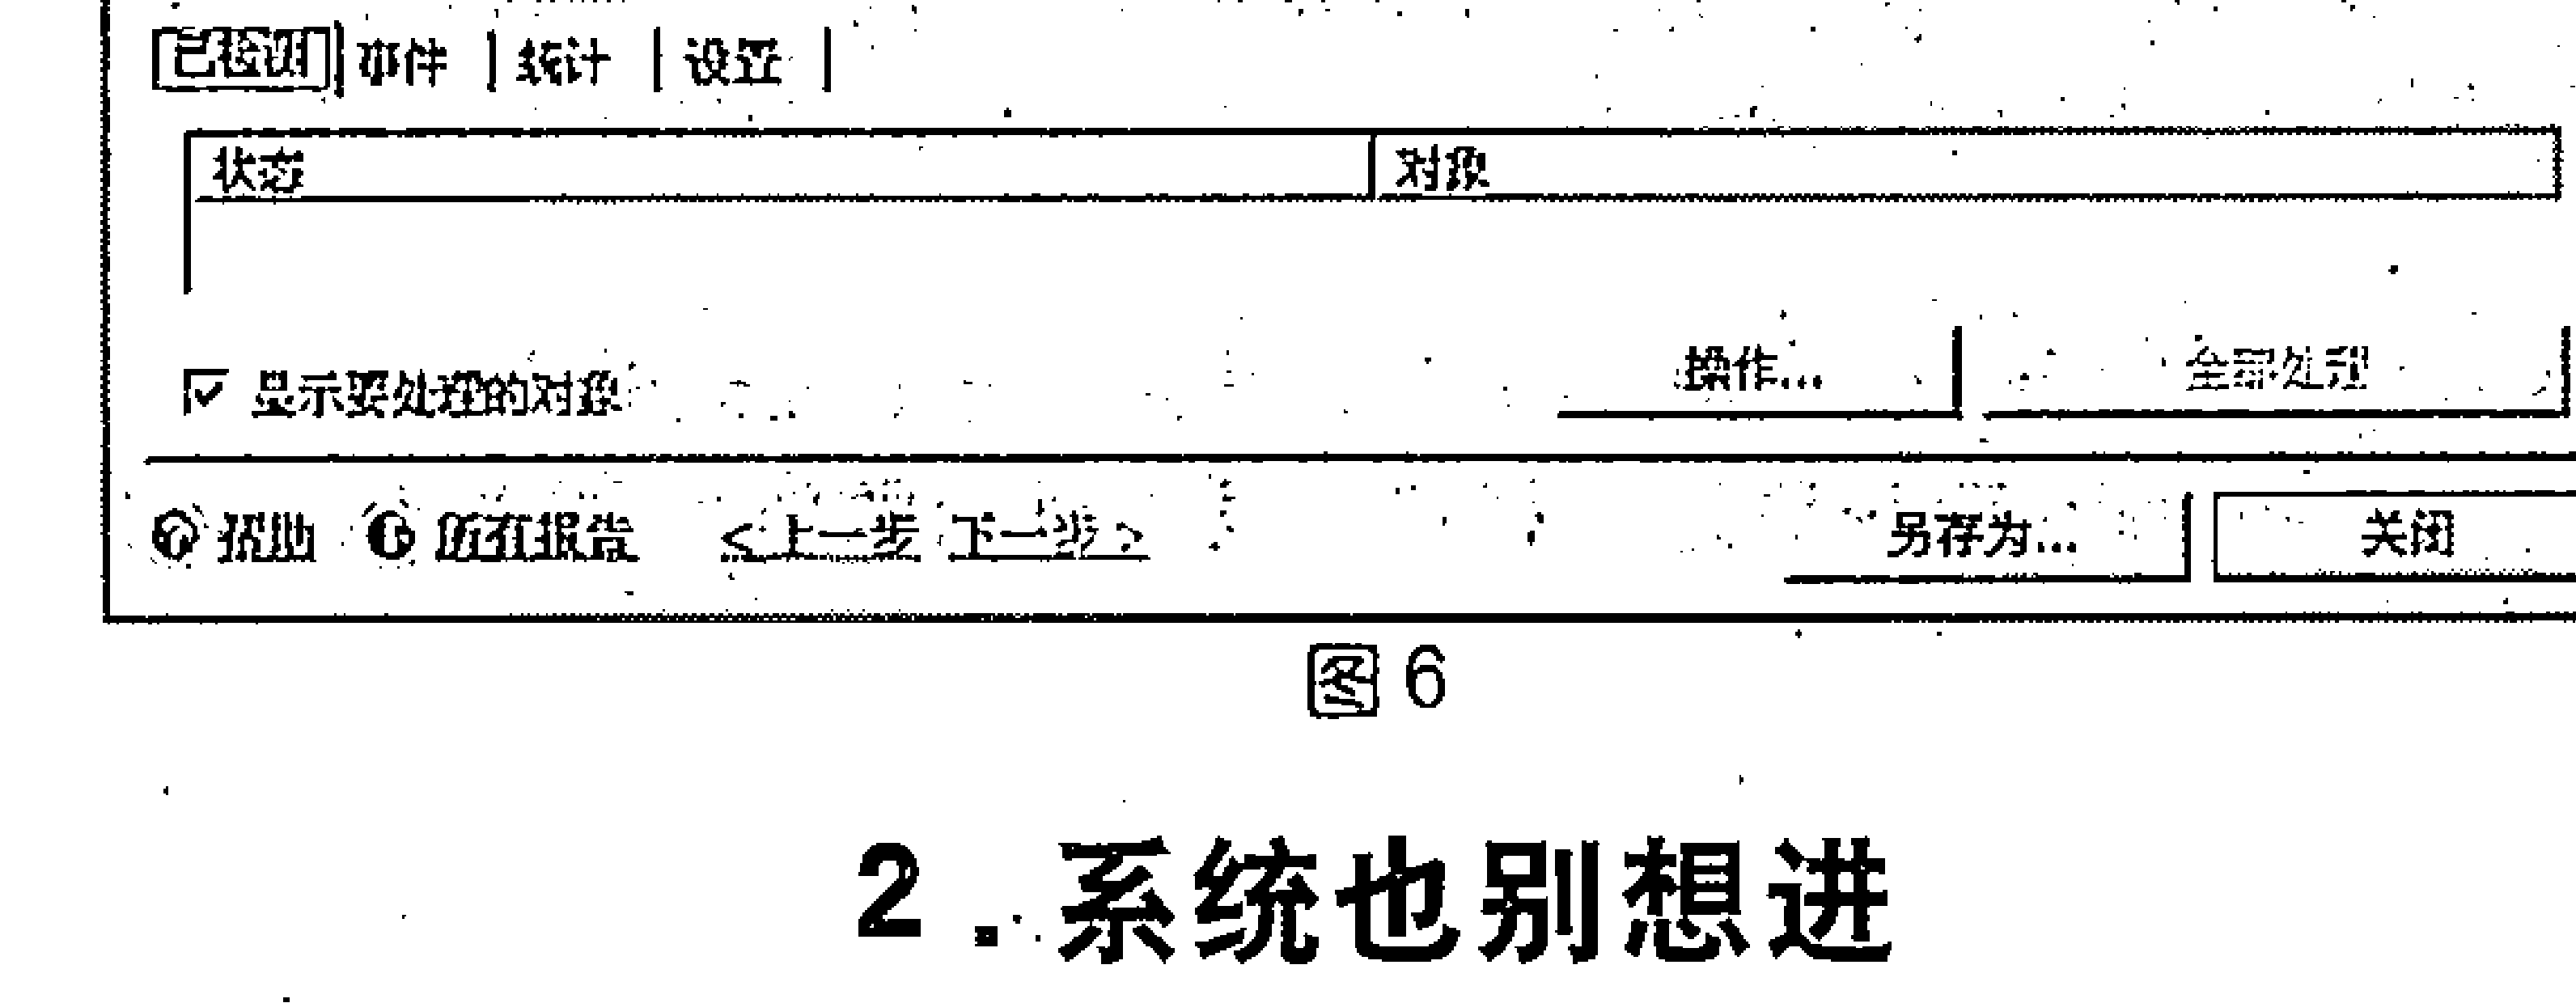 已检测 事件 统计 设置
状态 对象
显示要处理的对象 操作... 全部处理
帮助 所有报告 <上一步 下一步> 另存为... 关闭
图6
2.系统也别想进